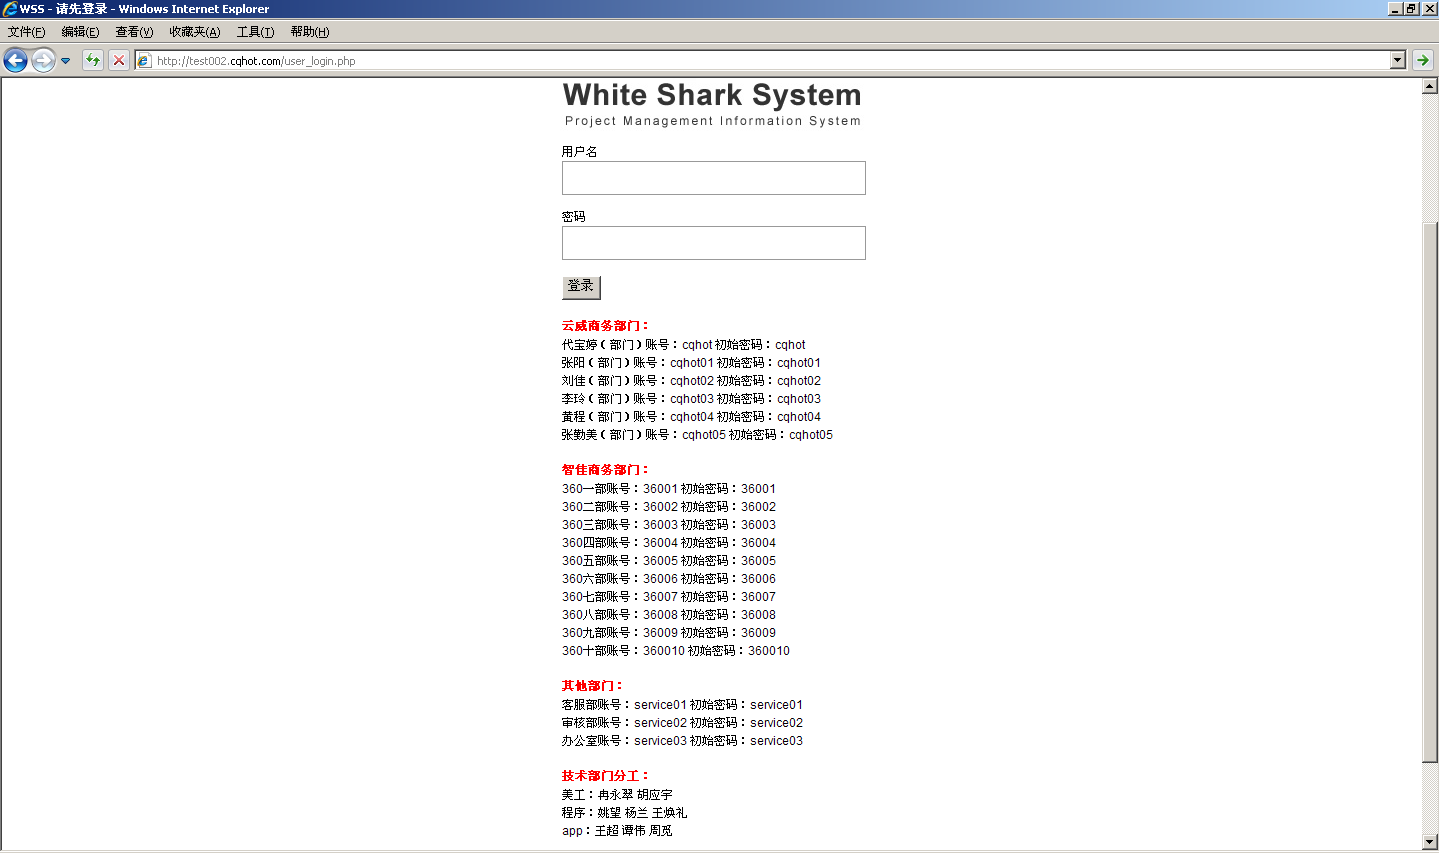 WSS - 请先登录 - Windows Internet Explorer
文件(F) 编辑(E) 查看(V) 收藏夹(A) 工具(T) 帮助(H)
http://test002.cqhot.com/user_login.php
White Shark System
Project Management Information System
用户名
密码
登录
云威商务部门：
代宝婷（部门）账号：cqhot 初始密码：cqhot
张阳（部门）账号：cqhot01 初始密码：cqhot01
刘佳（部门）账号：cqhot02 初始密码：cqhot02
李玲（部门）账号：cqhot03 初始密码：cqhot03
黄程（部门）账号：cqhot04 初始密码：cqhot04
张勤美（部门）账号：cqhot05 初始密码：cqhot05
智佳商务部门：
360一部账号：36001 初始密码：36001
360二部账号：36002 初始密码：36002
360三部账号：36003 初始密码：36003
360四部账号：36004 初始密码：36004
360五部账号：36005 初始密码：36005
360六部账号：36006 初始密码：36006
360七部账号：36007 初始密码：36007
360八部账号：36008 初始密码：36008
360九部账号：36009 初始密码：36009
360十部账号：360010 初始密码：360010
其他部门：
客服部账号：service01 初始密码：service01
审核部账号：service02 初始密码：service02
办公室账号：service03 初始密码：service03
技术部门分工：
美工：冉永翠 胡应宇
程序：姚望 杨兰 王焕礼
app：王超 谭伟 周觅